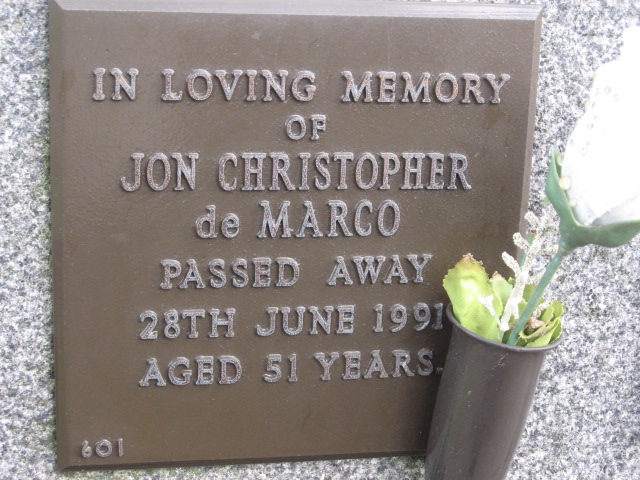 IN LOVING MEMORY
OF
JON CHRISTOPHER
de MARCO
PASSED AWAY
28TH JUNE 1991
AGED 51 YEARS.
601